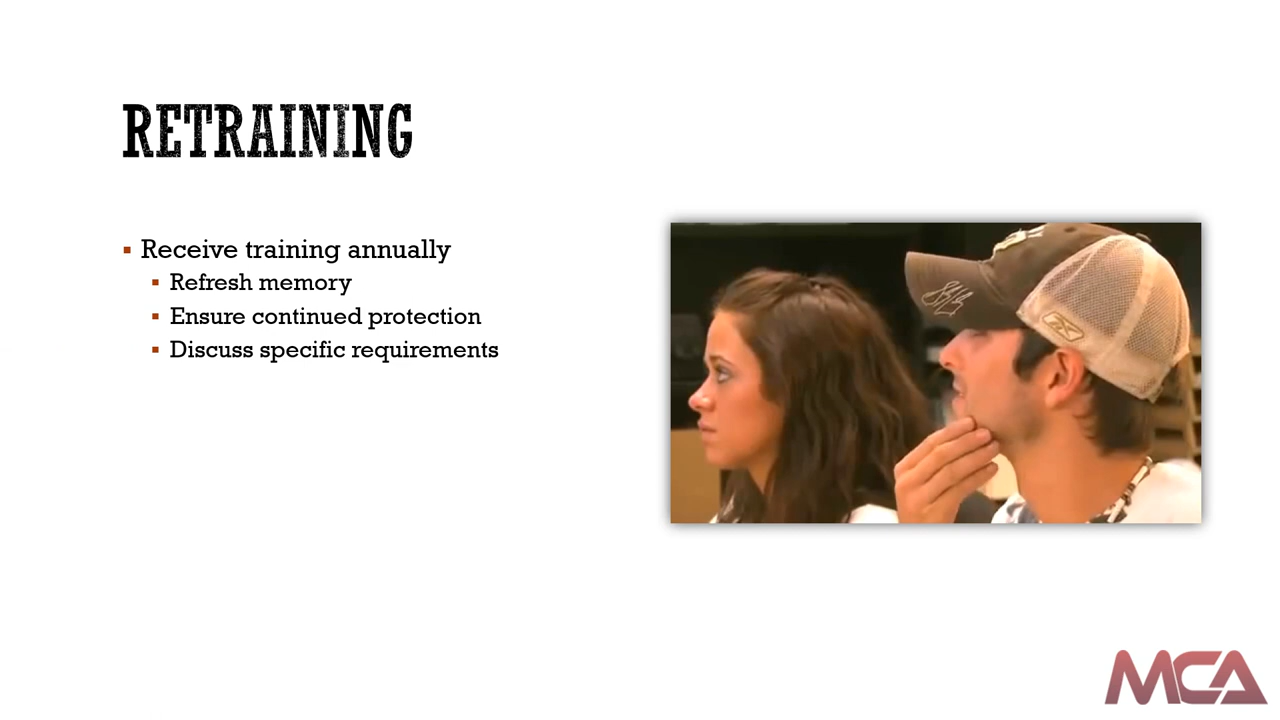 RETRAINING
Receive training annually
Refresh memory
Ensure continued protection
Discuss specific requirements
MCA